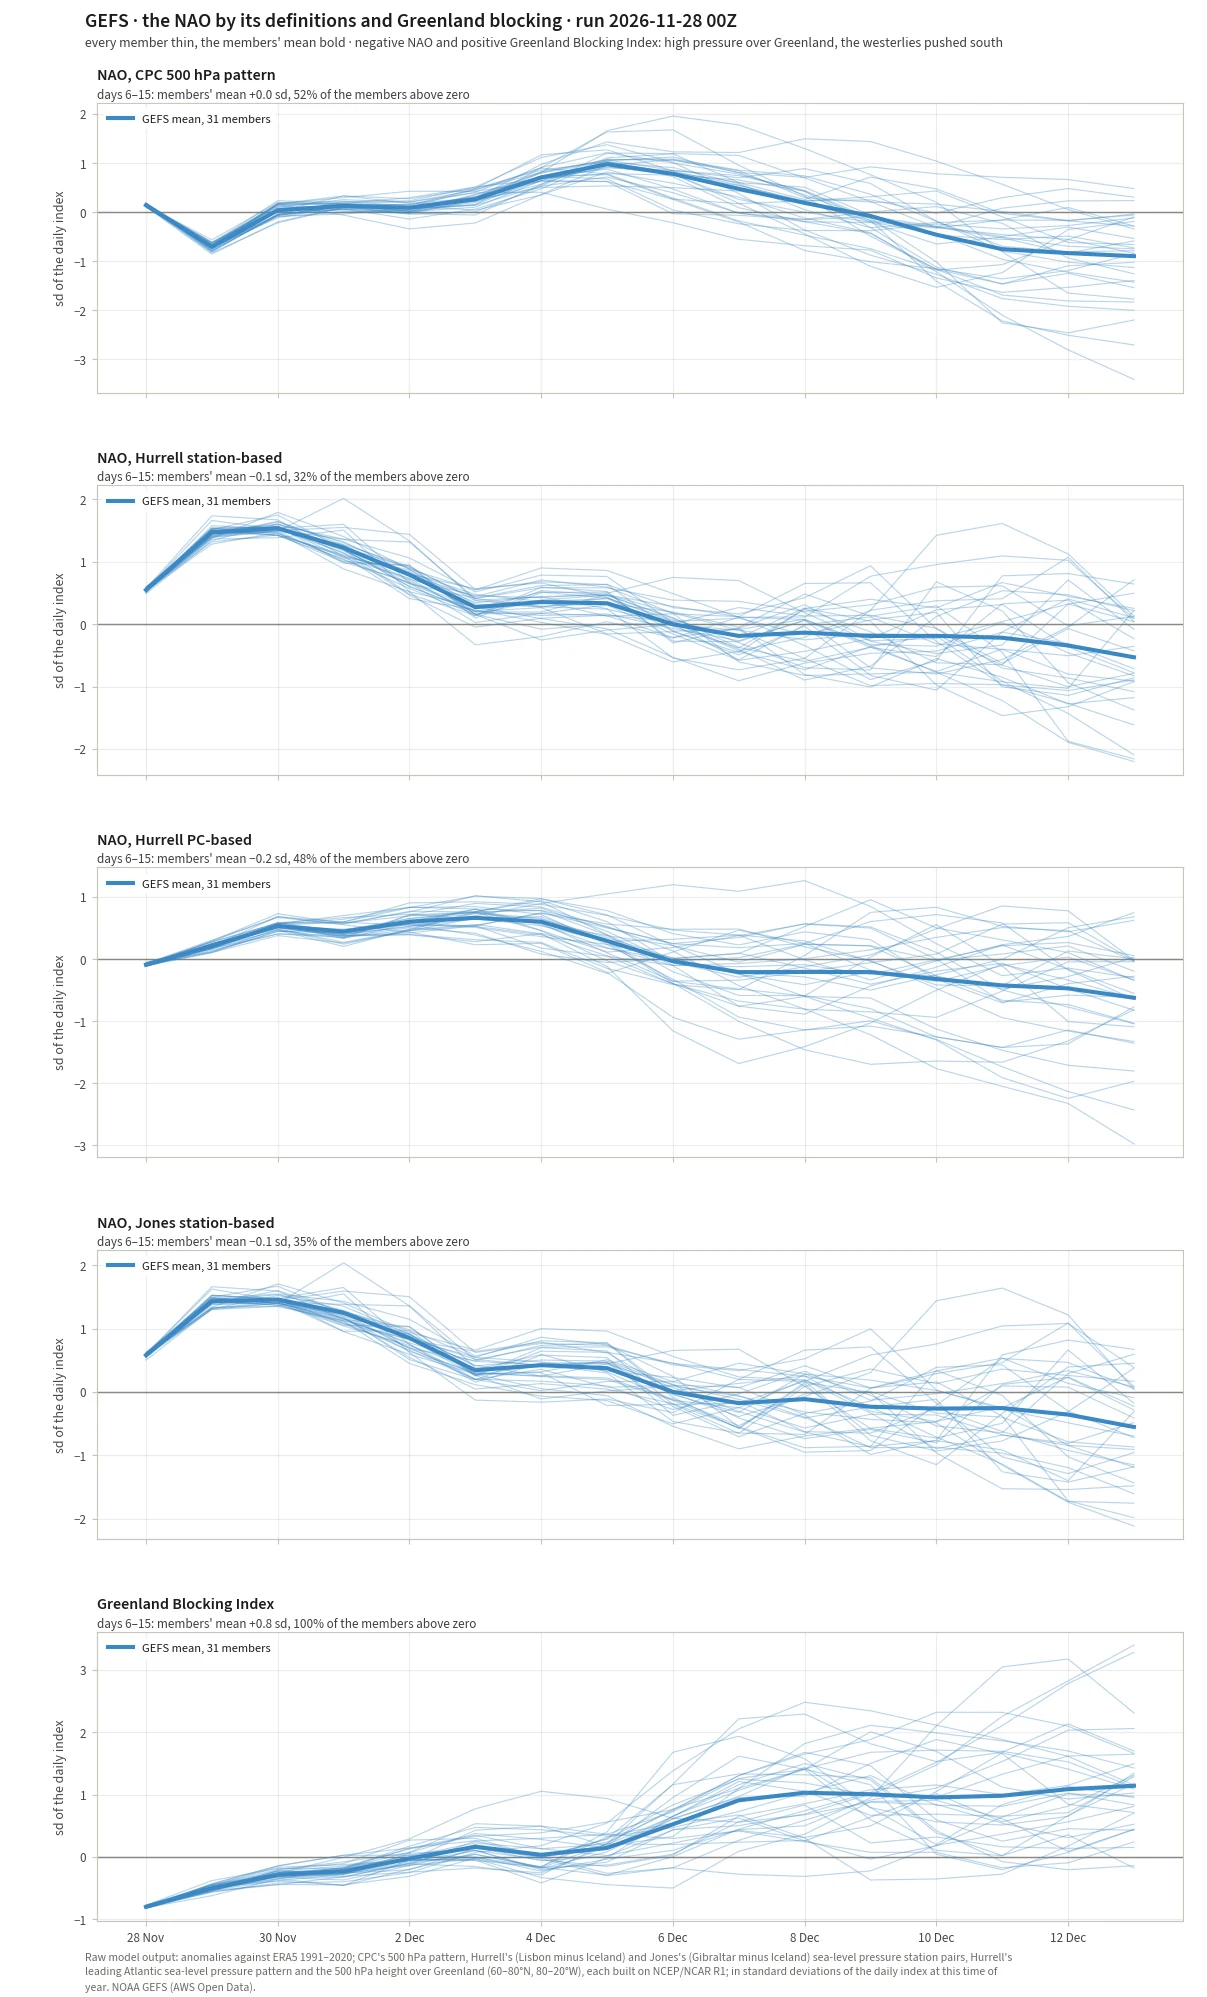 GEFS · the NAO by its definitions and Greenland blocking · run 2026-11-28 00Z
every member thin, the members' mean bold · negative NAO and positive Greenland Blocking Index: high pressure over Greenland, the westerlies pushed south
NAO, CPC 500 hPa pattern
days 6–15: members' mean +0.0 sd, 52% of the members above zero
GEFS mean, 31 members
sd of the daily index
2
1
0
−1
−2
−3
NAO, Hurrell station-based
days 6–15: members' mean −0.1 sd, 32% of the members above zero
GEFS mean, 31 members
sd of the daily index
2
1
0
−1
−2
NAO, Hurrell PC-based
days 6–15: members' mean −0.2 sd, 48% of the members above zero
GEFS mean, 31 members
sd of the daily index
1
0
−1
−2
−3
NAO, Jones station-based
days 6–15: members' mean −0.1 sd, 35% of the members above zero
GEFS mean, 31 members
sd of the daily index
2
1
0
−1
−2
Greenland Blocking Index
days 6–15: members' mean +0.8 sd, 100% of the members above zero
GEFS mean, 31 members
sd of the daily index
3
2
1
0
−1
28 Nov 30 Nov 2 Dec 4 Dec 6 Dec 8 Dec 10 Dec 12 Dec
Raw model output: anomalies against ERA5 1991–2020; CPC's 500 hPa pattern, Hurrell's (Lisbon minus Iceland) and Jones's (Gibraltar minus Iceland) sea-level pressure station pairs, Hurrell's
leading Atlantic sea-level pressure pattern and the 500 hPa height over Greenland (60–80°N, 80–20°W), each built on NCEP/NCAR R1; in standard deviations of the daily index at this time of
year. NOAA GEFS (AWS Open Data).